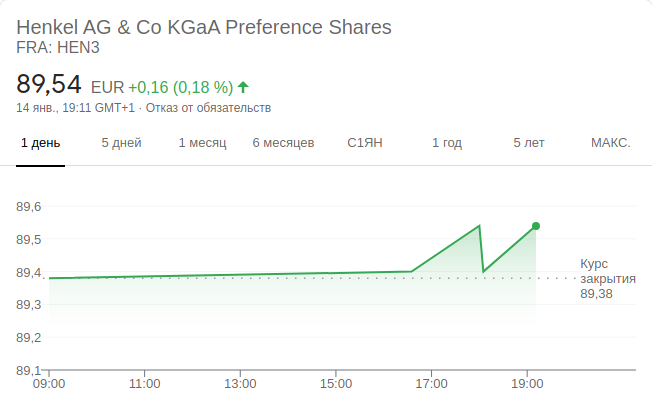 Henkel AG & Co KGaA Preference Shares
FRA: HEN3
89,54 EUR +0,16 (0,18 %)
14 янв., 19:11 GMT+1 · Отказ от обязательств
1 день 5 дней 1 месяц 6 месяцев С1ЯН 1 год 5 лет МАКС.
89,6
89,5
89,4
89,3
89,2
89,1
Курс
закрытия
89,38
09:00 11:00 13:00 15:00 17:00 19:00